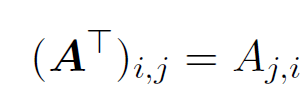 (𝑨^⊤)_{i,j} = A_{j,i}